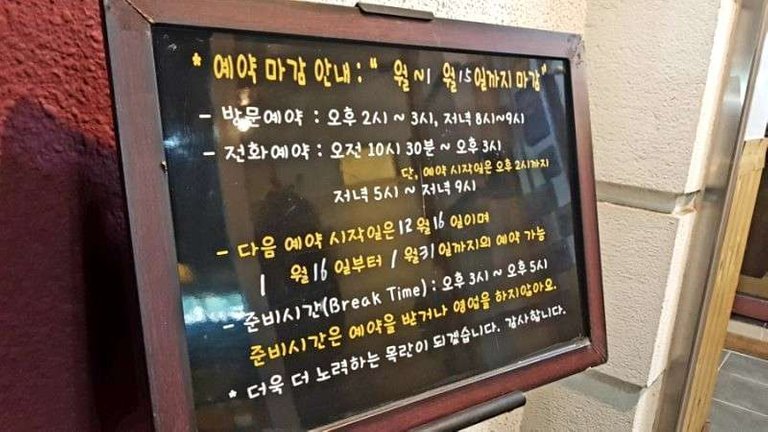 * 예약 마감 안내 : " 월~1 월15일까지 마감"
- 방문예약 : 오후 2시 ~ 3시, 저녁 8시~9시
- 전화예약 : 오전 10시 30분 ~ 오후 3시
단, 예약 시작일은 오후 2시까지
저녁 5시 ~ 저녁 9시
- 다음 예약 시작일은 12월 16일이며
1 월 16일부터 1월31일까지의 예약 가능
- 준비시간(Break Time) : 오후 3시 ~ 오후 5시
준비시간은 예약을 받거나 영업을 하지않아요.
* 더욱 더 노력하는 목란이 되겠습니다. 감사합니다.